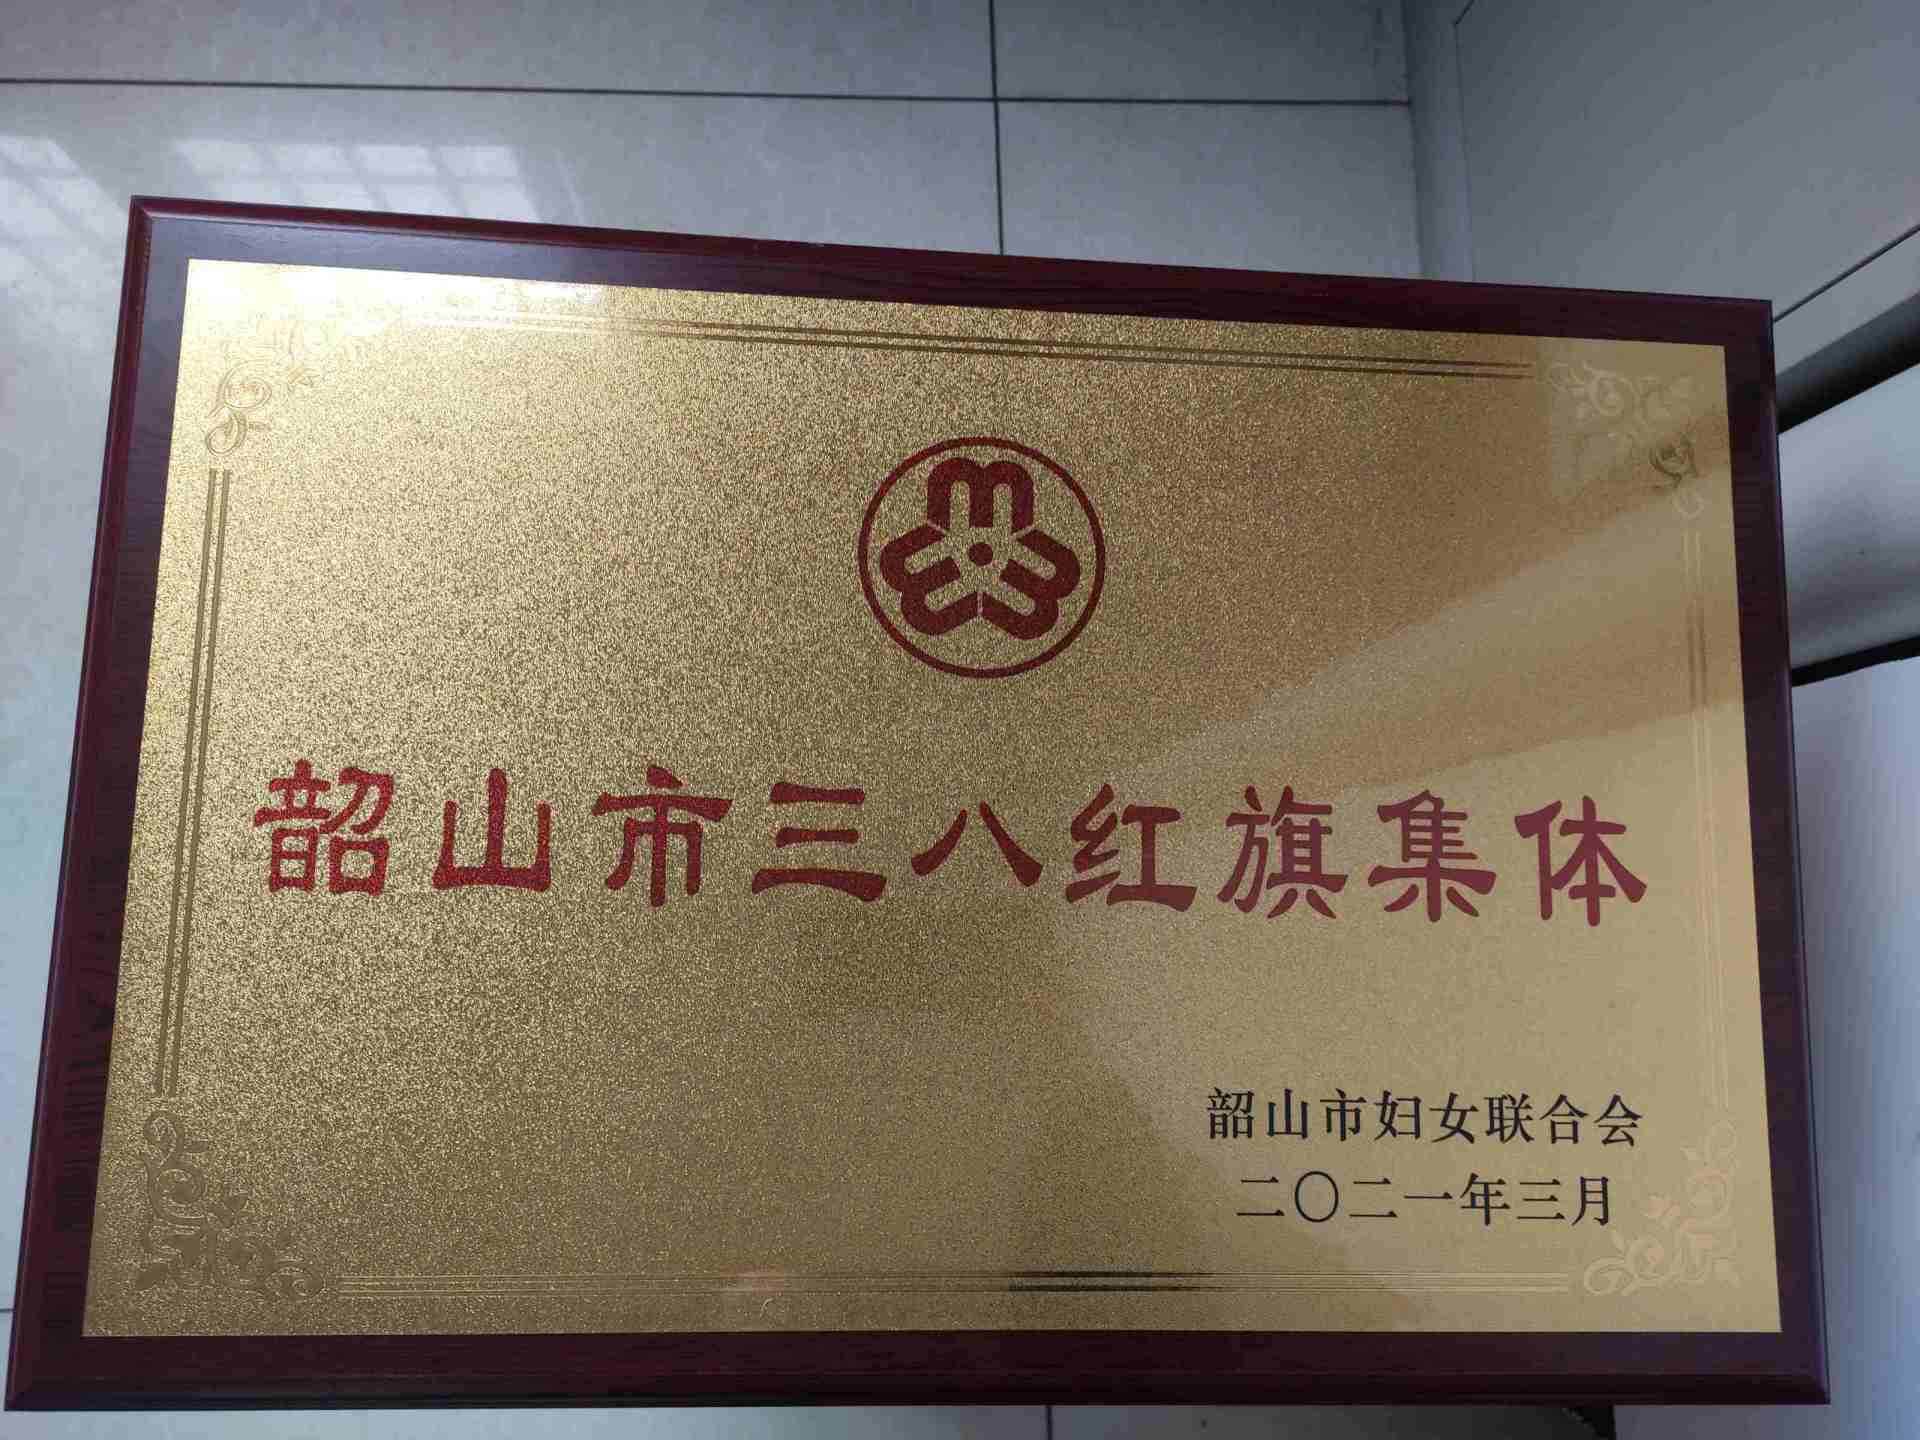 韶山市三八红旗集体
韶山市妇女联合会
二〇二一年三月